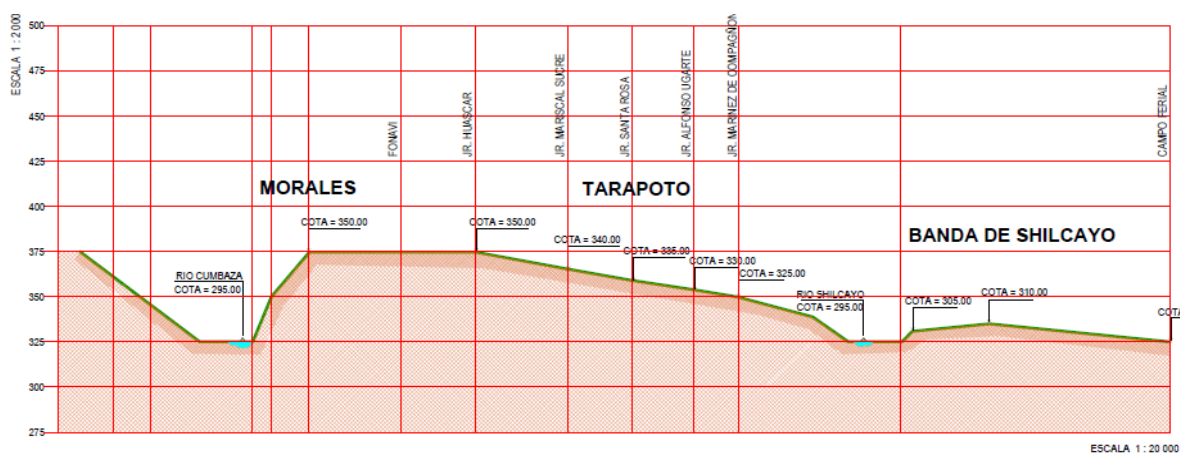 ESCALA 1 : 2 000
500
475
450
425
400
375
350
325
300
275
FONAVI
JR. HUASCAR
JR. MARISCAL SUCRE
JR. SANTA ROSA
JR. ALFONSO UGARTE
JR. MARINEZ DE COMPAGÑON
CAMPO FERIAL
MORALES
TARAPOTO
BANDA DE SHILCAYO
COTA = 350.00
COTA = 350.00
COTA = 340.00
COTA = 335.00
COTA = 330.00
COTA = 325.00
RIO CUMBAZA
COTA = 295.00
RIO SHILCAYO
COTA = 295.00
COTA = 305.00
COTA = 310.00
COTA
ESCALA 1 : 20 000